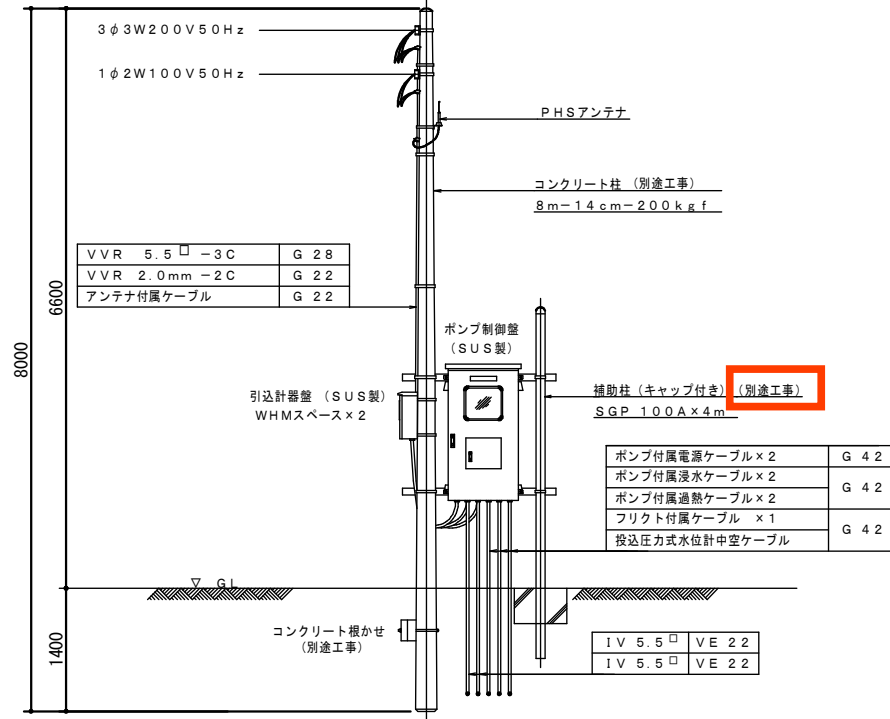 3φ3W200V50Hz
1φ2W100V50Hz
PHSアンテナ
コンクリート柱 (別途工事)
8m-14cm-200kgf
VVR 5.5□-3C G 28
VVR 2.0mm-2C G 22
アンテナ付属ケーブル G 22
6600
8000
ポンプ制御盤
(SUS製)
引込計器盤 (SUS製)
WHMスペース×2
補助柱 (キャップ付き) (別途工事)
SGP 100A×4m
ポンプ付属電源ケーブル×2 G 42
ポンプ付属浸水ケーブル×2 G 42
ポンプ付属過熱ケーブル×2
フリクト付属ケーブル ×1 G 42
投込圧力式水位計中空ケーブル
▽ GL
コンクリート根かせ
(別途工事)
1400
IV 5.5□ VE 22
IV 5.5□ VE 22